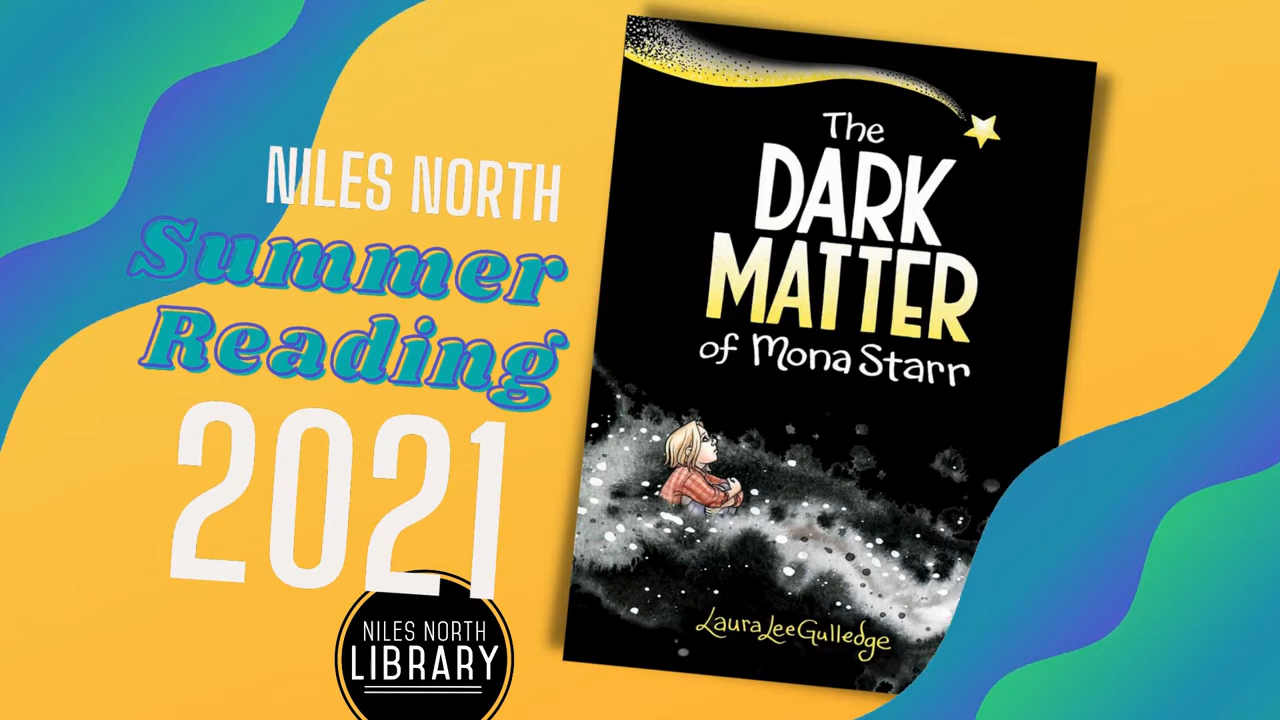 NILES NORTH
Summer
Reading
2021
NILES NORTH
LIBRARY
The
DARK
MATTER
of Mona Starr
Laura Lee Gulledge